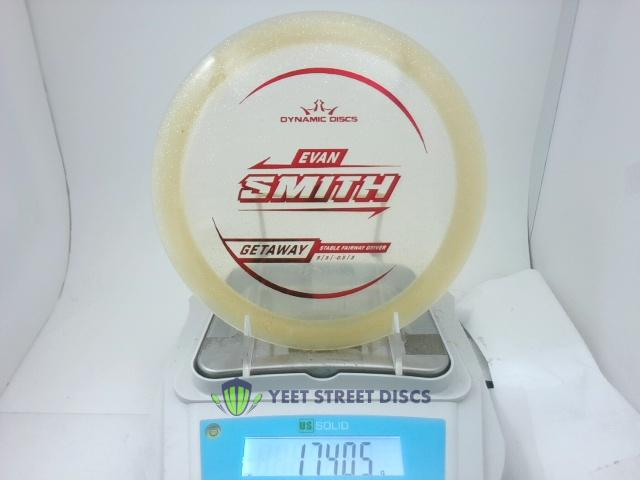 DYNAMIC DISCS
EVAN
SMITH
GETAWAY
STABLE FAIRWAY DRIVER
YEET STREET DISCS
US SOLID
174.05 g